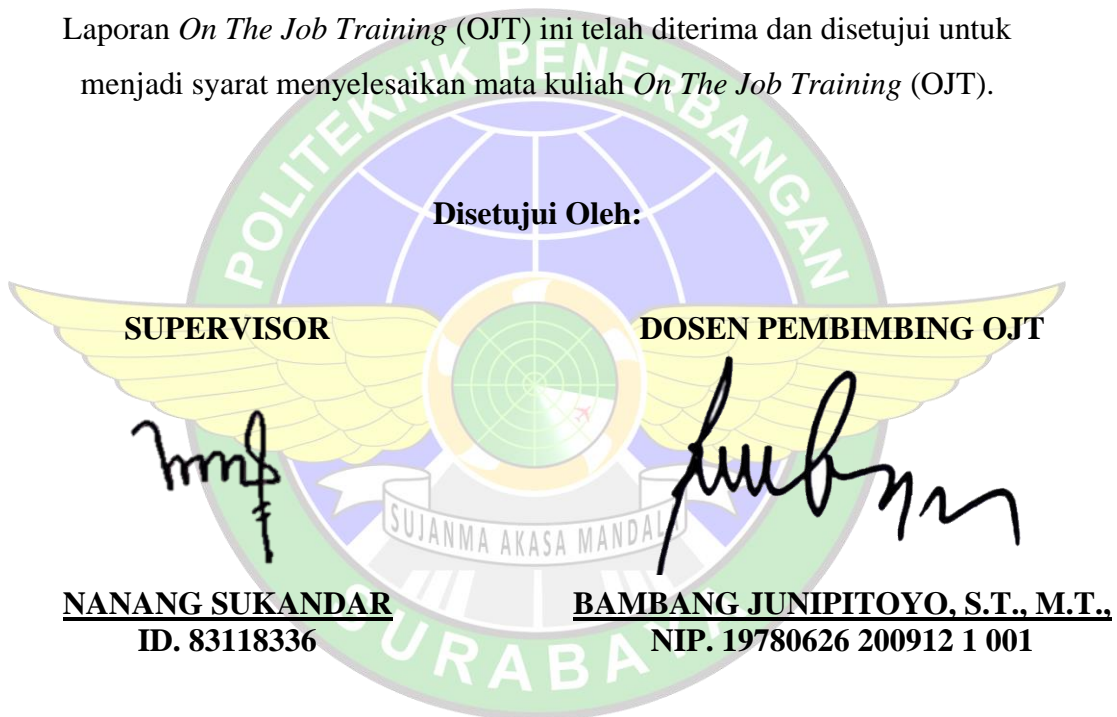 Laporan On The Job Training (OJT) ini telah diterima dan disetujui untuk
menjadi syarat menyelesaikan mata kuliah On The Job Training (OJT).
POLITEKNIK PENERBANGAN
Disetujui Oleh:
SUPERVISOR DOSEN PEMBIMBING OJT
SUJANMA AKASA MANDALA
NANANG SUKANDAR BAMBANG JUNIPITOYO, S.T., M.T.,
ID. 83118336 NIP. 19780626 200912 1 001
SURABAYA